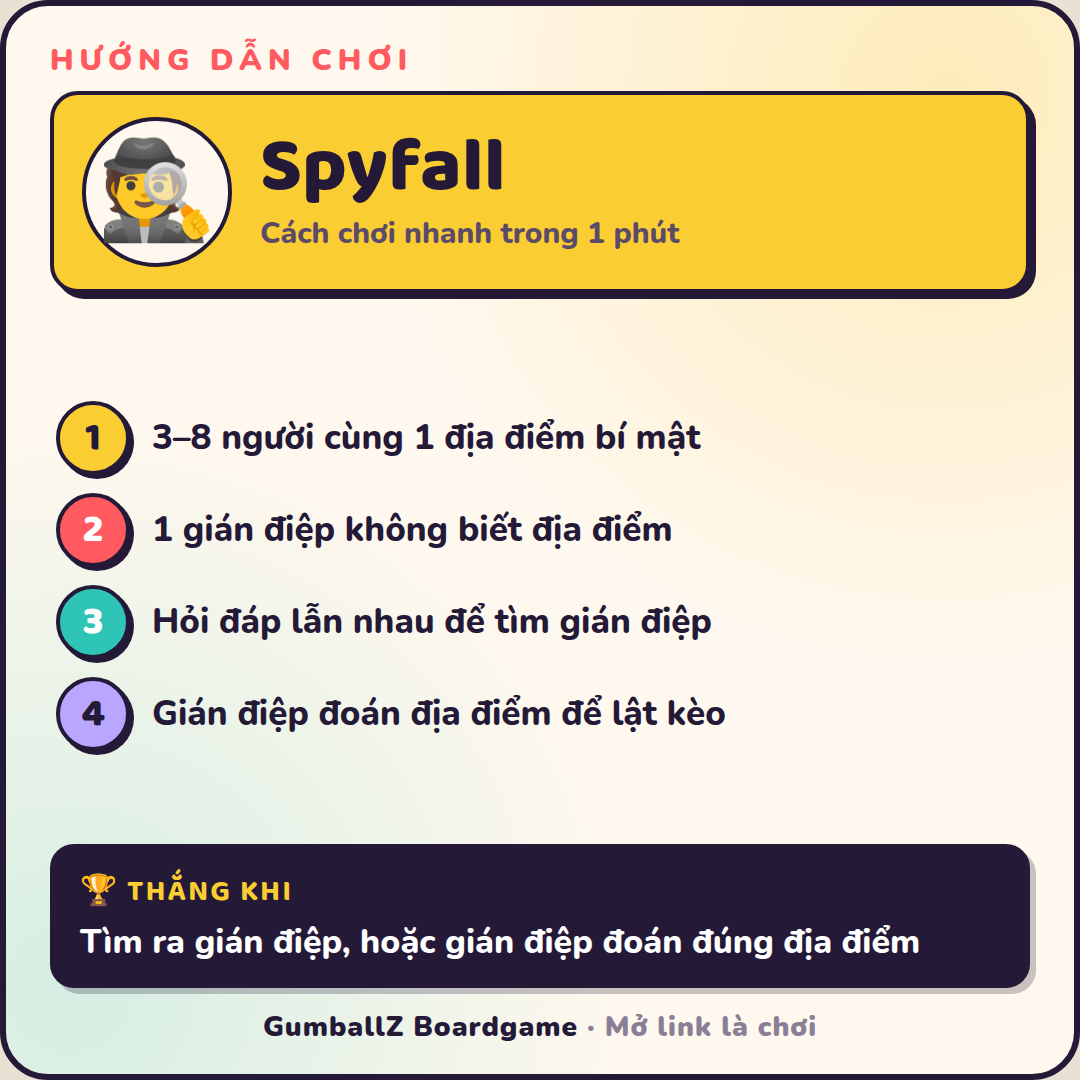 HƯỚNG DẪN CHƠI
Spyfall
Cách chơi nhanh trong 1 phút
1 3–8 người cùng 1 địa điểm bí mật
2 1 gián điệp không biết địa điểm
3 Hỏi đáp lẫn nhau để tìm gián điệp
4 Gián điệp đoán địa điểm để lật kèo
🏆 THẮNG KHI
Tìm ra gián điệp, hoặc gián điệp đoán đúng địa điểm
GumballZ Boardgame · Mở link là chơi